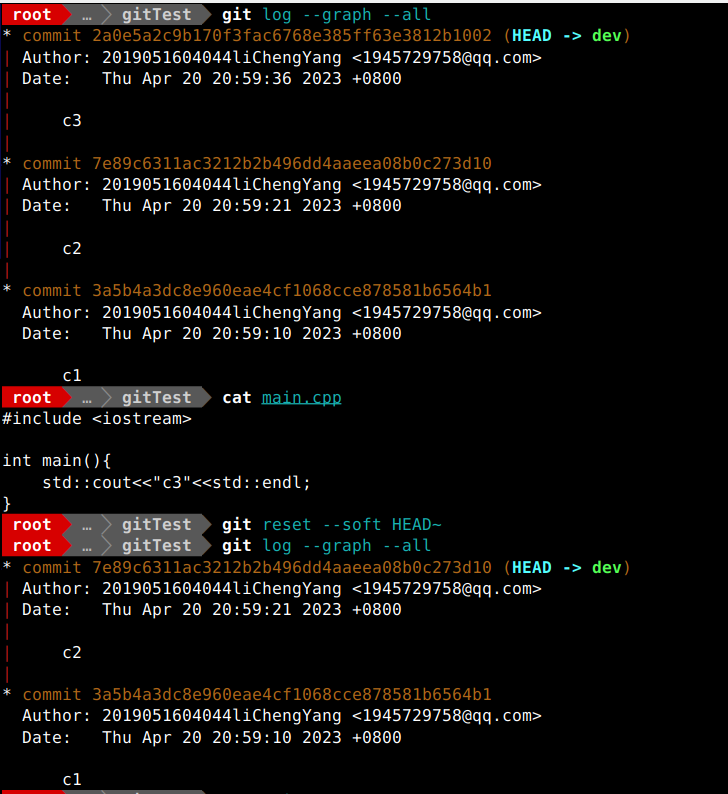 root … gitTest git log --graph --all
* commit 2a0e5a2c9b170f3fac6768e385ff63e3812b1002 (HEAD -> dev)
| Author: 2019051604044liChengYang <1945729758@qq.com>
| Date:   Thu Apr 20 20:59:36 2023 +0800
|
|     c3
|
* commit 7e89c6311ac3212b2b496dd4aaeea08b0c273d10
| Author: 2019051604044liChengYang <1945729758@qq.com>
| Date:   Thu Apr 20 20:59:21 2023 +0800
|
|     c2
|
* commit 3a5b4a3dc8e960eae4cf1068cce878581b6564b1
  Author: 2019051604044liChengYang <1945729758@qq.com>
  Date:   Thu Apr 20 20:59:10 2023 +0800

      c1
root … gitTest cat main.cpp
#include <iostream>

int main(){
    std::cout<<"c3"<<std::endl;
}
root … gitTest git reset --soft HEAD~
root … gitTest git log --graph --all
* commit 7e89c6311ac3212b2b496dd4aaeea08b0c273d10 (HEAD -> dev)
| Author: 2019051604044liChengYang <1945729758@qq.com>
| Date:   Thu Apr 20 20:59:21 2023 +0800
|
|     c2
|
* commit 3a5b4a3dc8e960eae4cf1068cce878581b6564b1
  Author: 2019051604044liChengYang <1945729758@qq.com>
  Date:   Thu Apr 20 20:59:10 2023 +0800

      c1